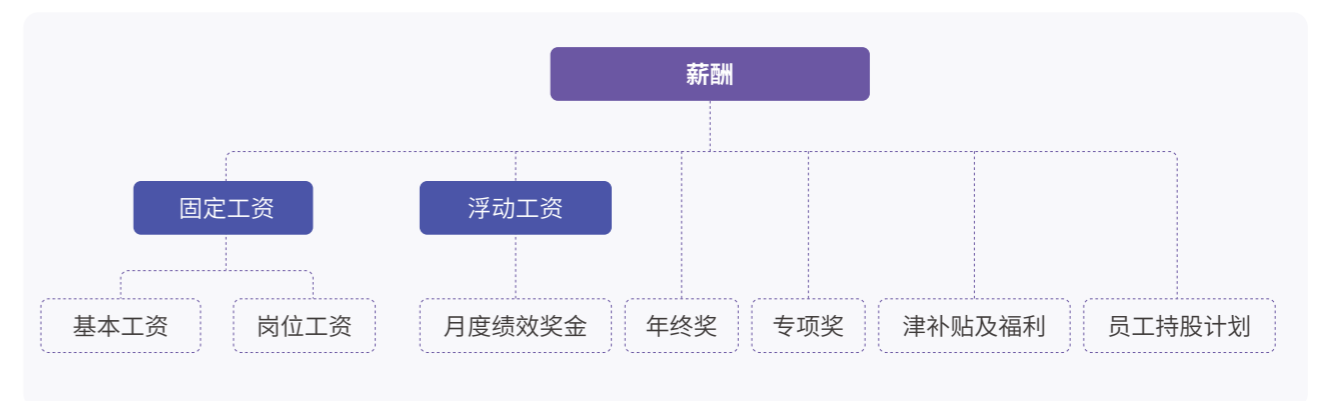 薪酬
固定工资
浮动工资
基本工资
岗位工资
月度绩效奖金
年终奖
专项奖
津补贴及福利
员工持股计划